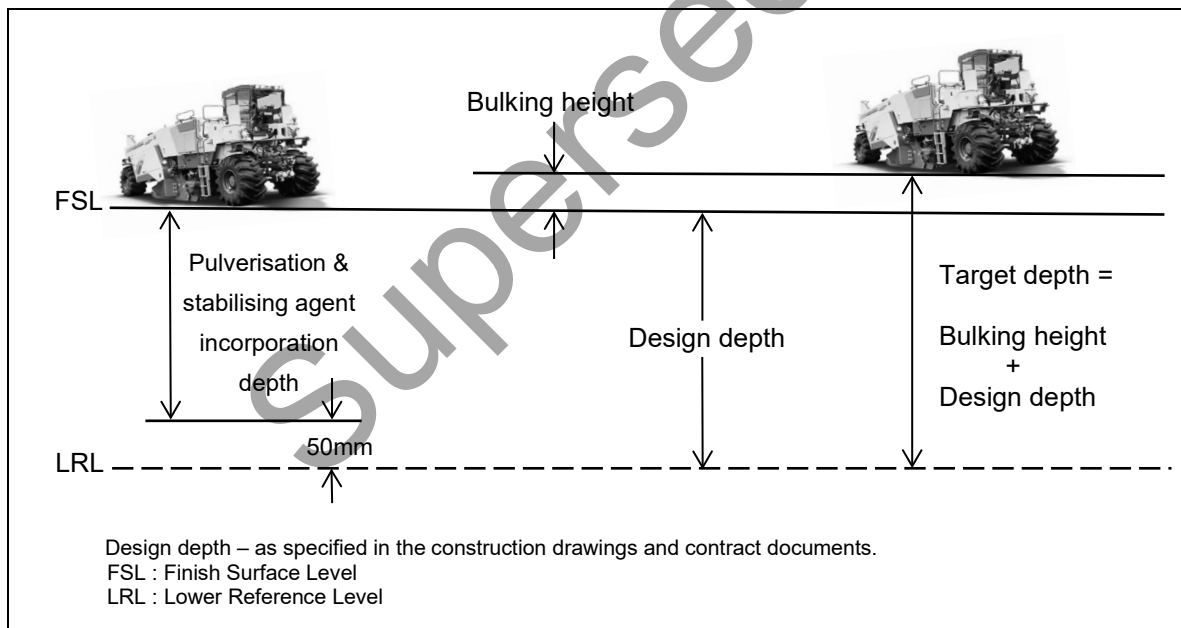 Superse
Bulking height
FSL
Pulverisation &
stabilising agent
incorporation
depth
Design depth
Target depth =
Bulking height
+
Design depth
50mm
LRL
Design depth – as specified in the construction drawings and contract documents.
FSL : Finish Surface Level
LRL : Lower Reference Level